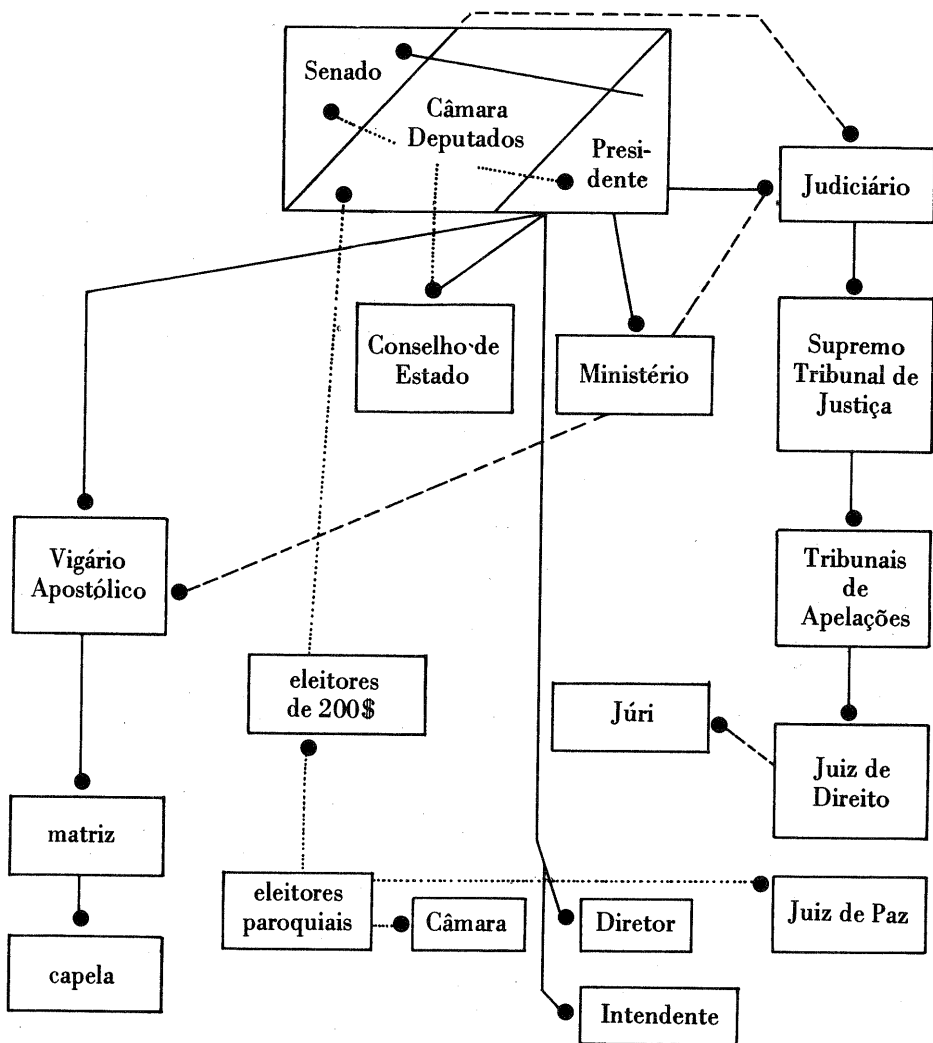 Senado
Câmara
Deputados
Presi-
dente
Judiciário
Conselho de
Estado
Ministério
Supremo
Tribunal de
Justiça
Vigário
Apostólico
Tribunais
de
Apelações
eleitores
de 200$
Júri
Juiz de
Direito
matriz
eleitores
paroquiais
Câmara
Diretor
Juiz de Paz
capela
Intendente